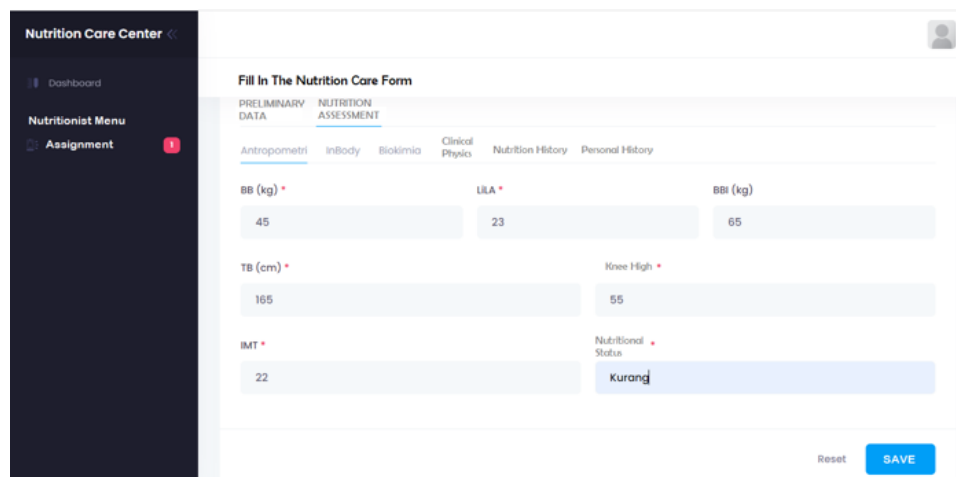 Nutrition Care Center
Fill In The Nutrition Care Form
Dashboard
Nutritionist Menu
Assignment 1
PRELIMINARY DATA
NUTRITION ASSESSMENT
Antropometri InBody Biokimia Clinical Physics Nutrition History Personal History
BB (kg) * LiLA * BBI (kg)
45 23 65
TB (cm) * Knee High *
165 55
IMT * Nutritional Status *
22 Kurang
Reset SAVE